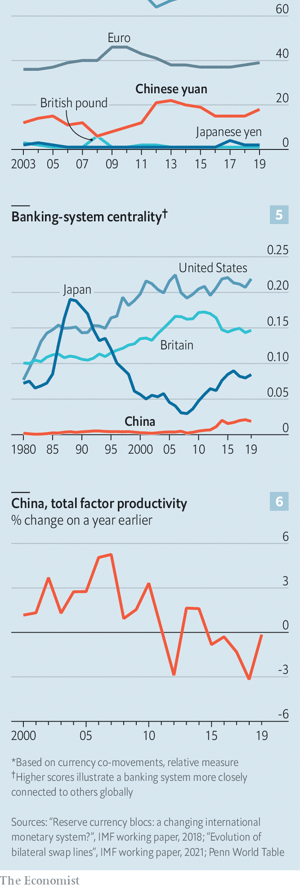 60
Euro
40
Chinese yuan
British pound
20
Japanese yen
0
2003 05 07 09 11 13 15 17 19
Banking-system centrality† 5
0.25
United States
0.20
Japan
0.15
Britain
0.10
0.05
China
0
1980 85 90 95 2000 05 10 15 19
China, total factor productivity 6
% change on a year earlier
6
3
0
-3
-6
2000 05 10 15 19
*Based on currency co-movements, relative measure
†Higher scores illustrate a banking system more closely
connected to others globally
Sources: “Reserve currency blocs: a changing international
monetary system?”, IMF working paper, 2018; “Evolution of
bilateral swap lines”, IMF working paper, 2021; Penn World Table
The Economist